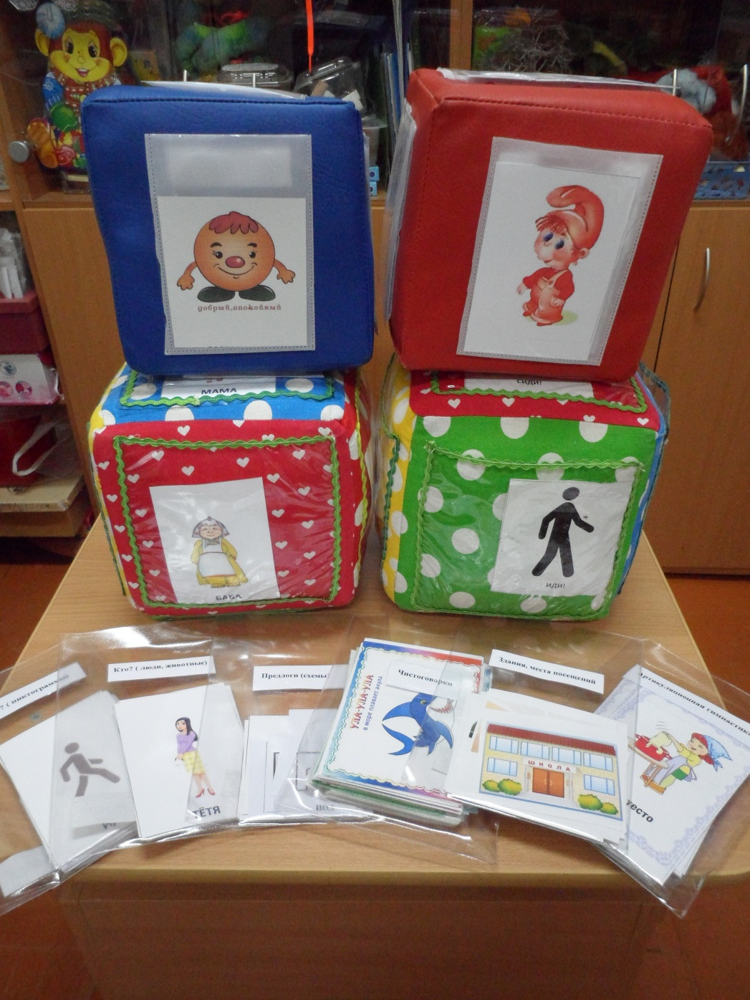 добрый,спокойный
МАМА
СИДИ!
БАБА
ИДИ!
? ( пиктограммы)
Кто? ( люди, животные)
Предлоги (схемы)
Чистоговорки
Здания, места посещений
Артикуляционная гимнастика
УЛА-УЛА-УЛА
в море плавает акула
ШКОЛА
ТЁТЯ
ПОД
тесто